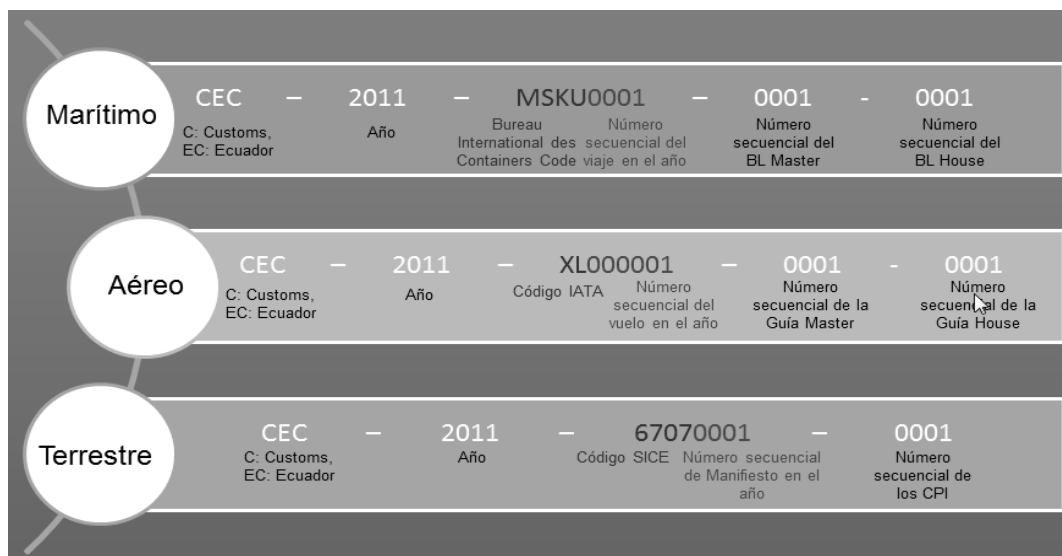 Marítimo
CEC – 2011 – MSKU0001 – 0001 - 0001
C: Customs,
EC: Ecuador
Año
Bureau
International des
Containers Code
Número
secuencial del
viaje en el año
Número
secuencial del
BL Master
Número
secuencial del
BL House
Aéreo
CEC – 2011 – XL000001 – 0001 - 0001
C: Customs,
EC: Ecuador
Año
Código IATA
Número
secuencial del
vuelo en el año
Número
secuencial de la
Guía Master
Número
secuencial de la
Guía House
Terrestre
CEC – 2011 – 67070001 – 0001
C: Customs,
EC: Ecuador
Año
Código SICE
Número secuencial
de Manifiesto en el
año
Número
secuencial de
los CPI